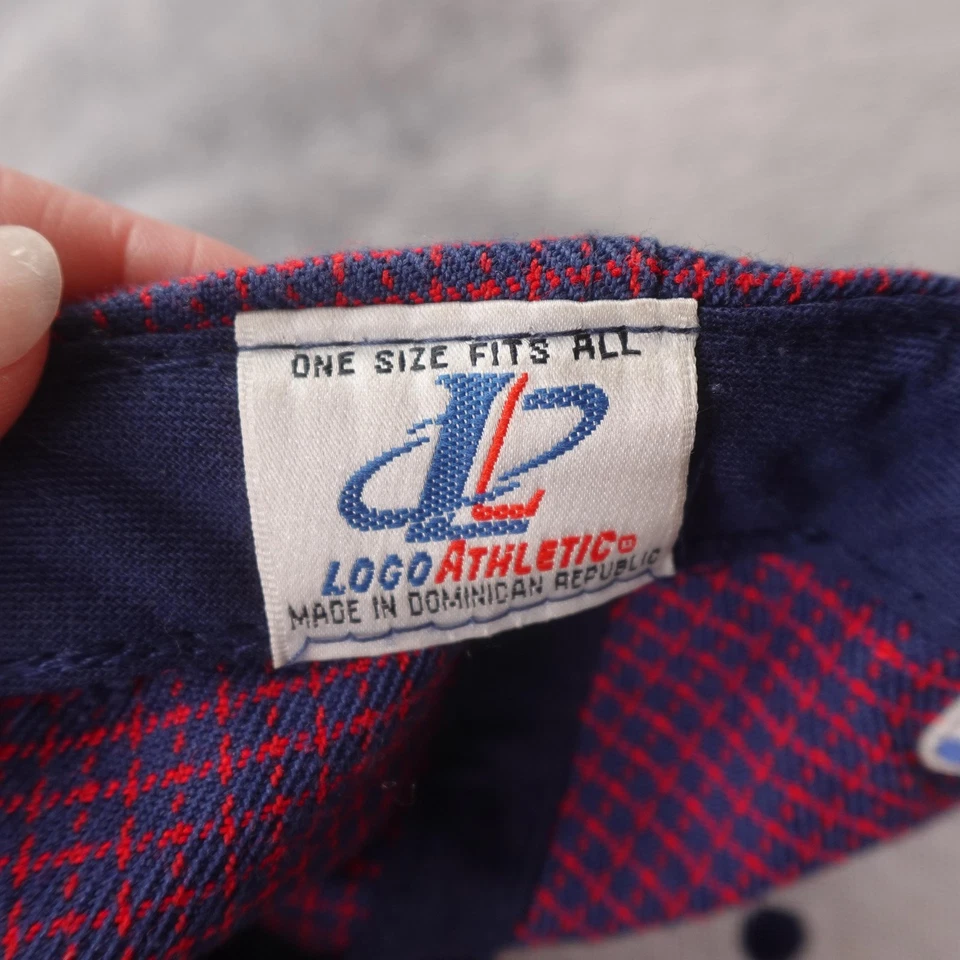 ONE SIZE FITS ALL
L
LOGO ATHLETIC
MADE IN DOMINICAN REPUBLIC